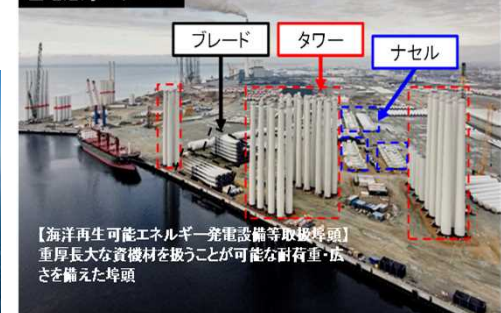 ブレード
タワー
ナセル
【海洋再生可能エネルギー発電設備等取扱埠頭】
重厚長大な資機材を扱うことが可能な耐荷重・広
さを備えた埠頭